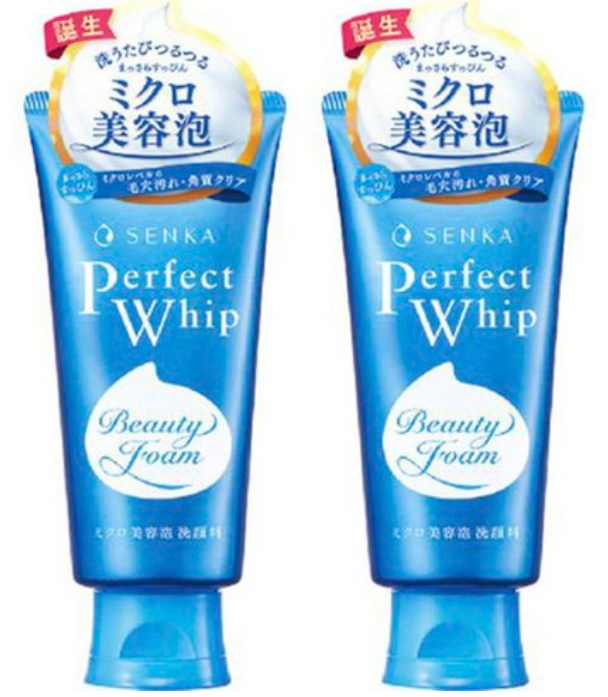 誕生
洗うたびつるつる
まっさらすっぴん
ミクロ
美容泡
まっさら
すっぴん
ミクロレベルの
毛穴汚れ・角質クリア
SENKA
Perfect
Whip
Beauty
Foam
ミクロ美容泡 洗顔料
誕生
洗うたびつるつる
まっさらすっぴん
ミクロ
美容泡
まっさら
すっぴん
ミクロレベルの
毛穴汚れ・角質クリア
SENKA
Perfect
Whip
Beauty
Foam
ミクロ美容泡 洗顔料